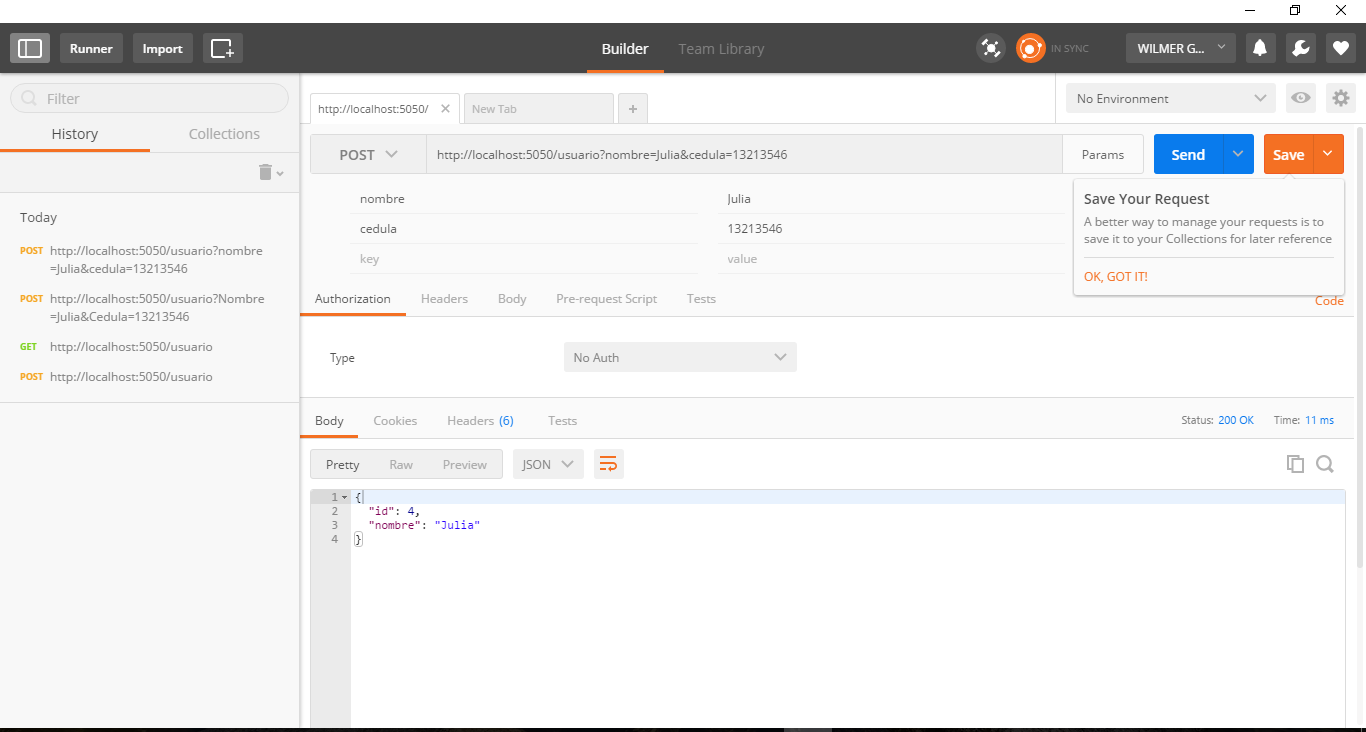 Runner
Import
Builder
Team Library
IN SYNC
WILMER G...
Filter
History
Collections
Today
POST http://localhost:5050/usuario?nombre
=Julia&cedula=13213546
POST http://localhost:5050/usuario?Nombre
=Julia&Cedula=13213546
GET http://localhost:5050/usuario
POST http://localhost:5050/usuario
http://localhost:5050/
New Tab
No Environment
POST
http://localhost:5050/usuario?nombre=Julia&cedula=13213546
Params
Send
Save
nombre Julia
cedula 13213546
key value
Save Your Request
A better way to manage your requests is to
save it to your Collections for later reference
OK, GOT IT!
Authorization Headers Body Pre-request Script Tests
Code
Type No Auth
Body Cookies Headers (6) Tests
Status: 200 OK Time: 11 ms
Pretty Raw Preview JSON
1 {
2 "id": 4,
3 "nombre": "Julia"
4 }